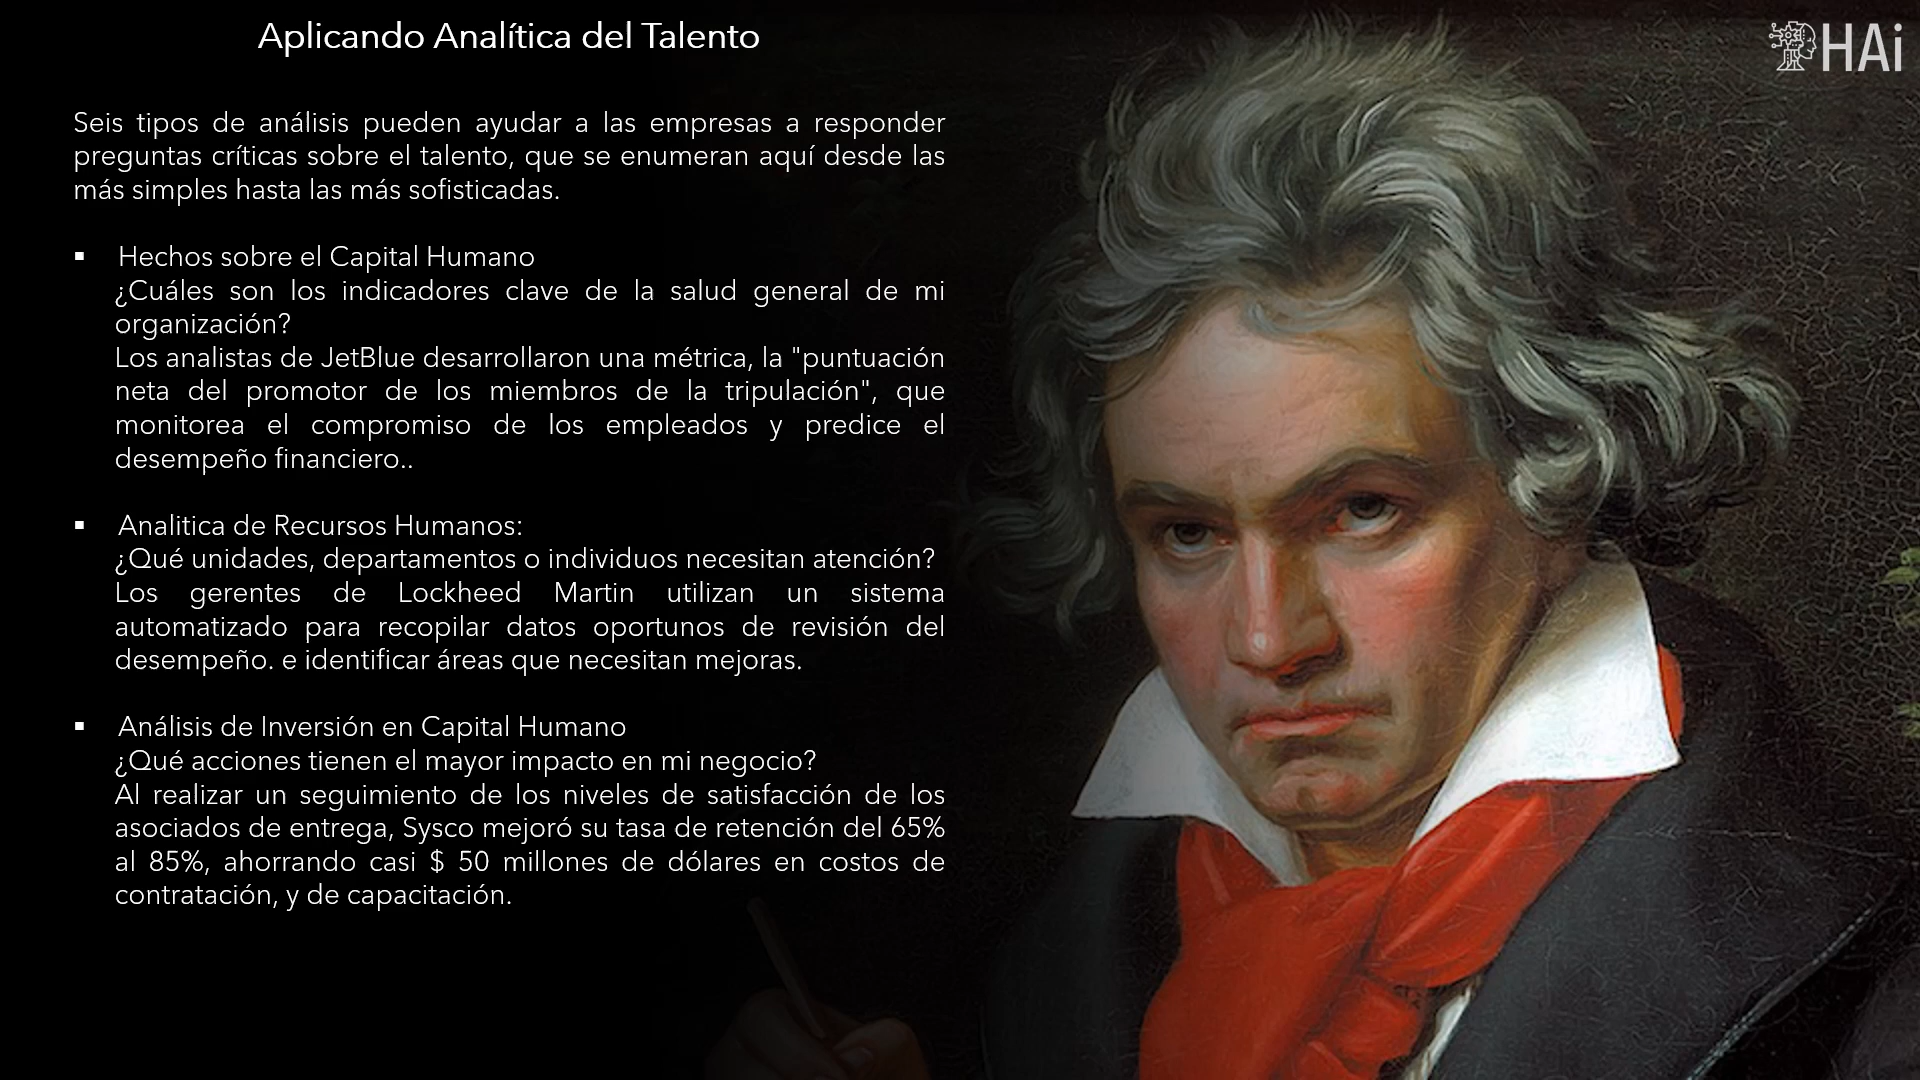 Aplicando Analítica del Talento
HAi
Seis tipos de análisis pueden ayudar a las empresas a responder
preguntas críticas sobre el talento, que se enumeran aquí desde las
más simples hasta las más sofisticadas.
▪ Hechos sobre el Capital Humano
¿Cuáles son los indicadores clave de la salud general de mi
organización?
Los analistas de JetBlue desarrollaron una métrica, la "puntuación
neta del promotor de los miembros de la tripulación", que
monitorea el compromiso de los empleados y predice el
desempeño financiero..
▪ Analitica de Recursos Humanos:
¿Qué unidades, departamentos o individuos necesitan atención?
Los gerentes de Lockheed Martin utilizan un sistema
automatizado para recopilar datos oportunos de revisión del
desempeño. e identificar áreas que necesitan mejoras.
▪ Análisis de Inversión en Capital Humano
¿Qué acciones tienen el mayor impacto en mi negocio?
Al realizar un seguimiento de los niveles de satisfacción de los
asociados de entrega, Sysco mejoró su tasa de retención del 65%
al 85%, ahorrando casi $ 50 millones de dólares en costos de
contratación, y de capacitación.